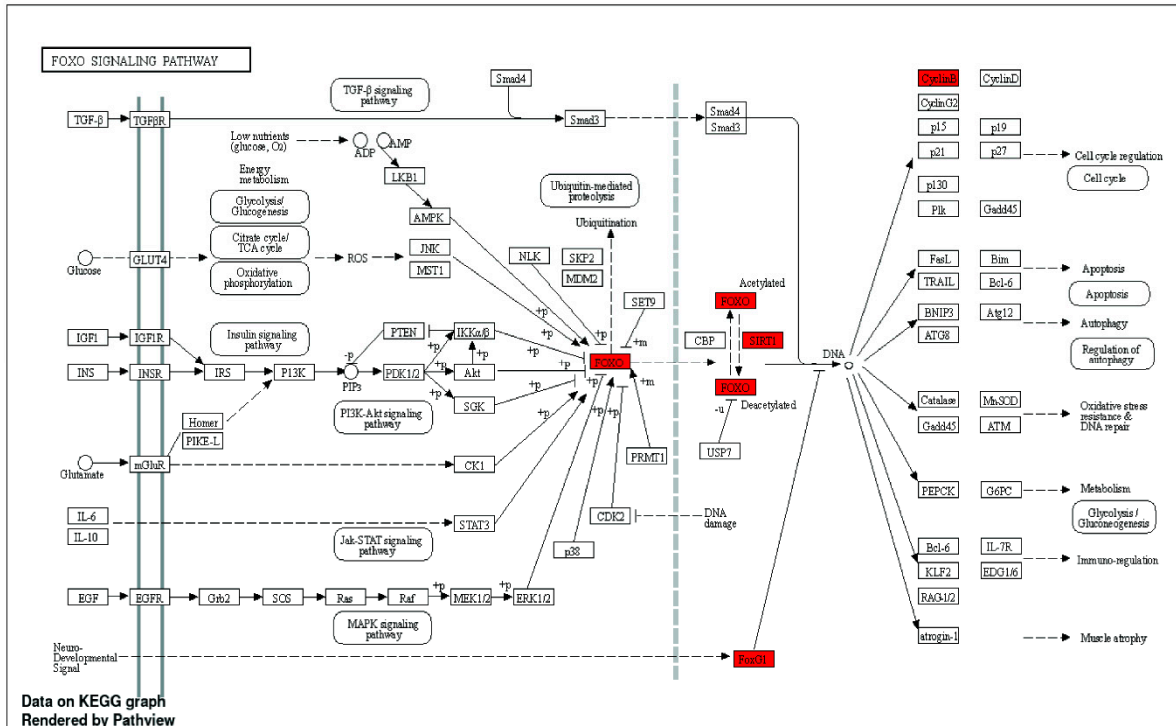 FOXO SIGNALING PATHWAY
TGF-β signaling
pathway
Smad4
Smad4
Smad3
TGF-β
TGFβR
Smad3
Low nutrients
(glucose, O2)
ADP
AMP
LKB1
AMPK
Energy
metabolism
Glycolysis/
Glucogenesis
Citrate cycle/
TCA cycle
Oxidative
phosphorylation
Glucose
GLUT4
ROS
JNK
MST1
Ubiquitin-mediated
proteolysis
Ubiquitination
NLK
SKP2
MDM2
SET9
+p
+p
+p
+m
IGF1
IGF1R
INS
INSR
Insulin signaling
pathway
IRS
PI3K
-p
PIP3
PTEN
PDK1/2
IKKα/β
Akt
SGK
+p
+p
+p
+p
+p
+p
+p
PI3K-Akt signaling
pathway
FOXO
+p
+p
+p
+m
PRMT1
Homer
PIKE-L
Glutamate
mGluR
CK1
IL-6
IL-10
STAT3
Jak-STAT signaling
pathway
p38
CDK2
DNA
damage
EGF
EGFR
Grb2
SOS
Ras
Raf
+p
MEK1/2
+p
ERK1/2
MAPK signaling
pathway
Neuro-
Developmental
Signal
FoxG1
Acetylated
FOXO
CBP
SIRT1
FOXO
Deacetylated
-u
USP7
DNA
CyclinB
CyclinD
CyclinG2
p15
p19
p21
p27
p130
Plk
Gadd45
Cell cycle regulation
Cell cycle
FasL
Bim
TRAIL
Bcl-6
Apoptosis
Apoptosis
BNIP3
Atg12
ATG8
Autophagy
Regulation of
autophagy
Catalase
MnSOD
Gadd45
ATM
Oxidative stress
resistance &
DNA repair
PEPCK
G6PC
Metabolism
Glycolysis /
Gluconeogenesis
Bcl-6
IL-7R
KLF2
EDG1/6
RAG-1/2
Immuno-regulation
atrogin-1
Muscle atrophy
Data on KEGG graph
Rendered by Pathview